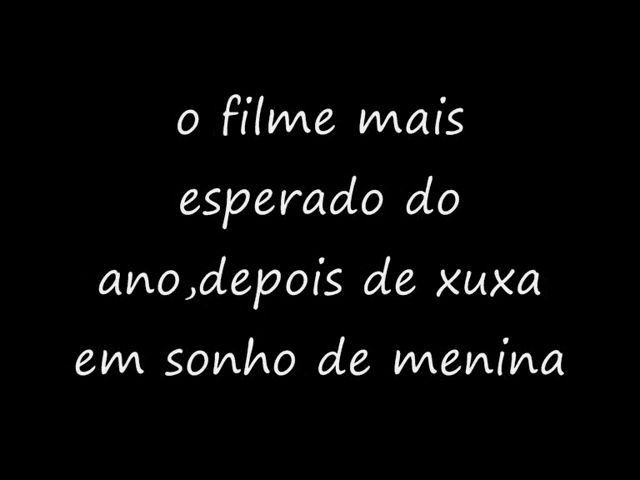 o filme mais
esperado do
ano,depois de xuxa
em sonho de menina